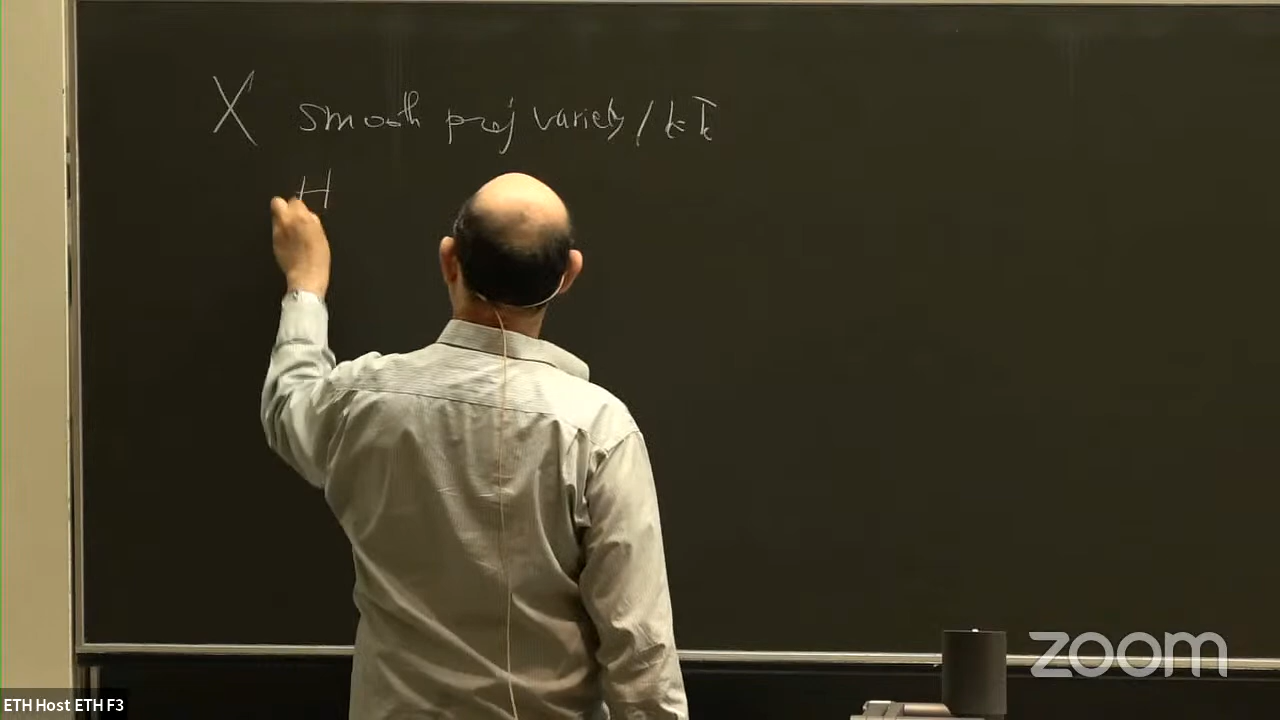 X smooth proj variety / k = k̄
H
zoom
ETH Host ETH F3